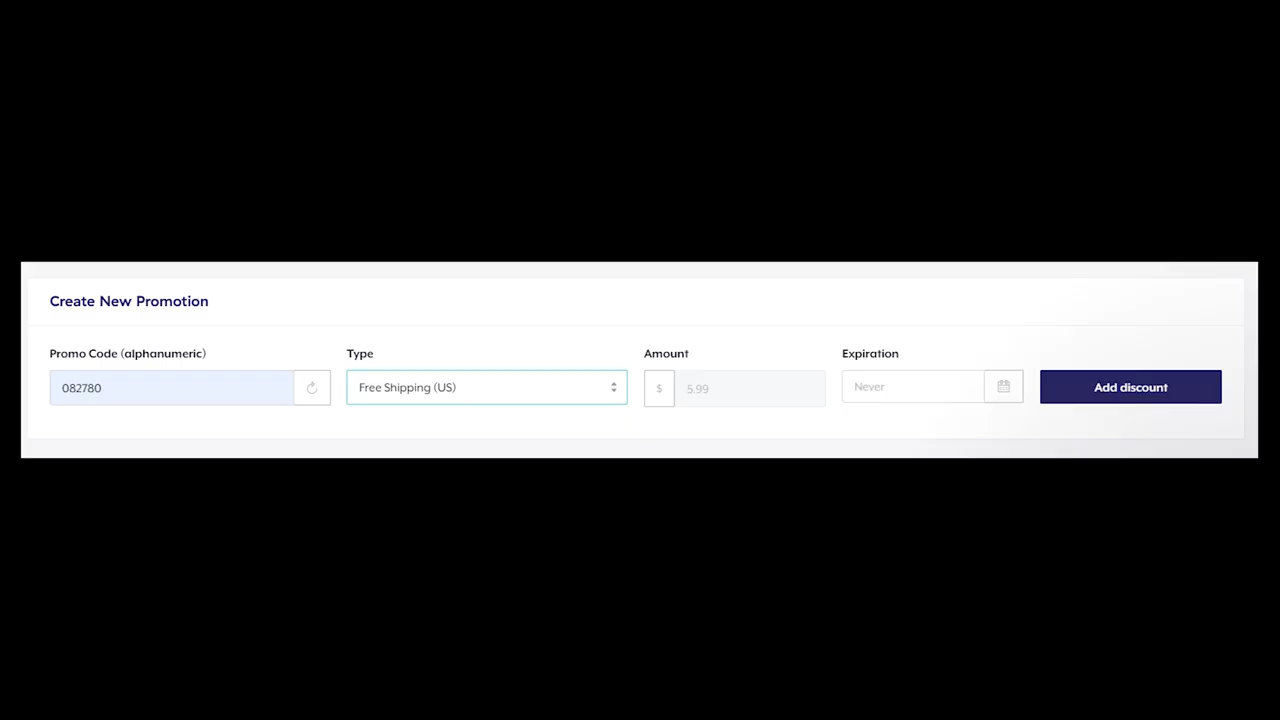 Create New Promotion
Promo Code (alphanumeric) Type Amount Expiration
082780 Free Shipping (US) $ 5.99 Never Add discount